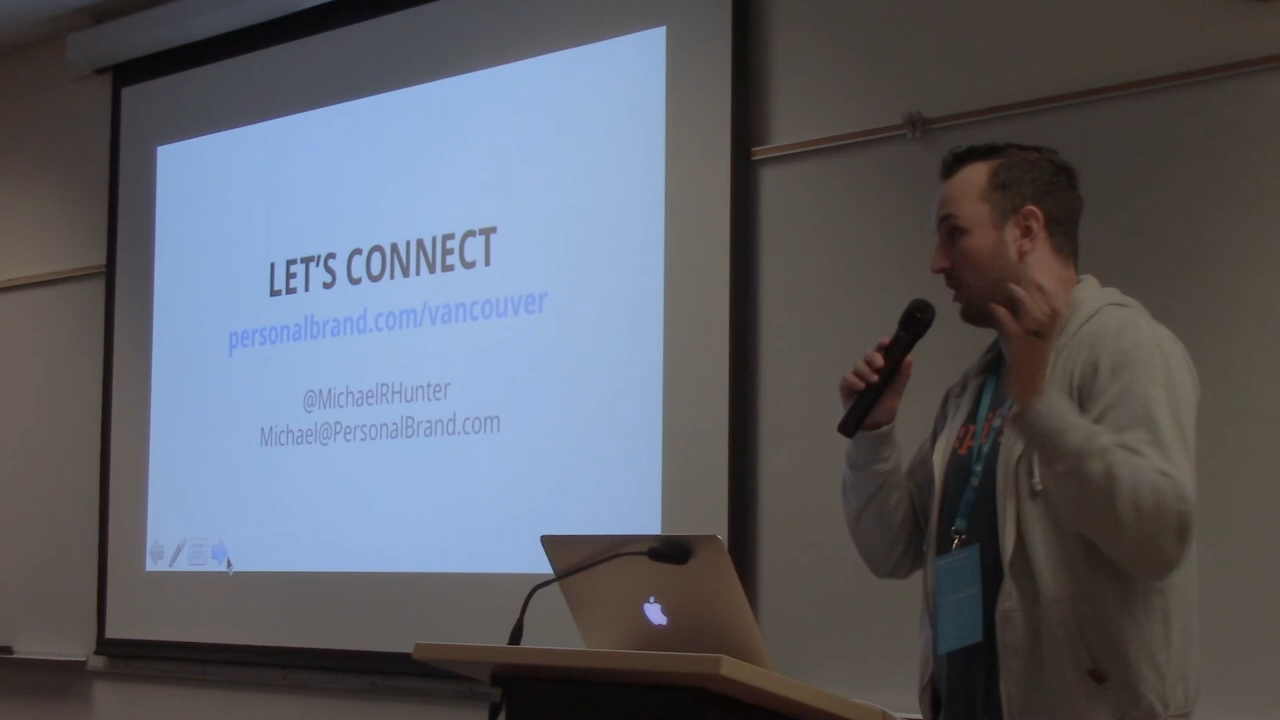 LET'S CONNECT
personalbrand.com/vancouver
@MichaelRHunter
Michael@PersonalBrand.com